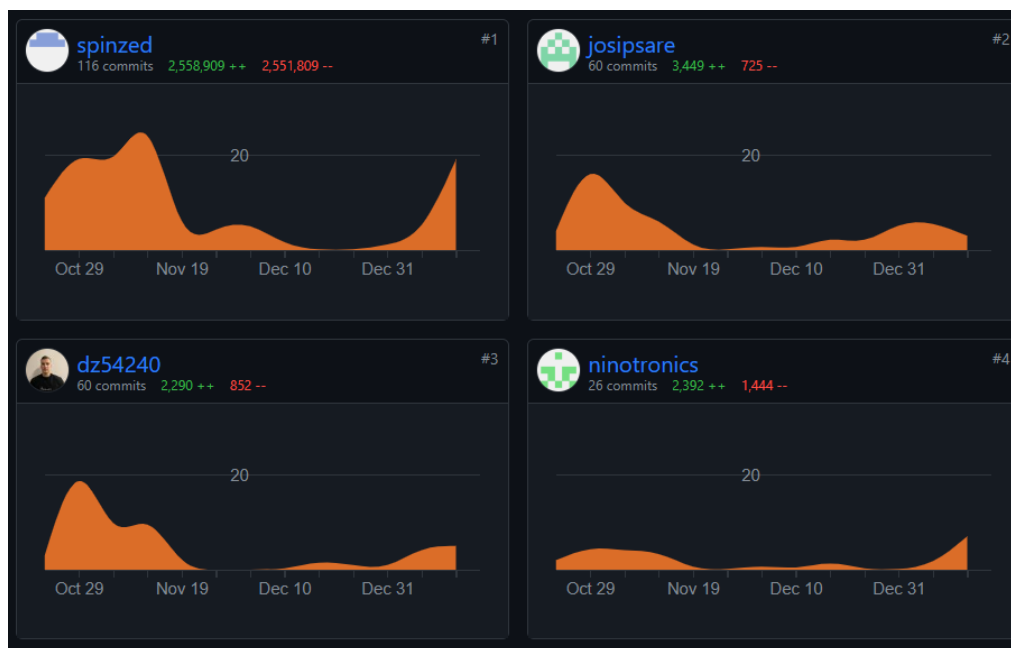 spinzed #1
116 commits 2,558,909 ++ 2,551,809 --
20
Oct 29 Nov 19 Dec 10 Dec 31
josipsare #2
60 commits 3,449 ++ 725 --
20
Oct 29 Nov 19 Dec 10 Dec 31
dz54240 #3
60 commits 2,290 ++ 852 --
20
Oct 29 Nov 19 Dec 10 Dec 31
ninotronics #4
26 commits 2,392 ++ 1,444 --
20
Oct 29 Nov 19 Dec 10 Dec 31